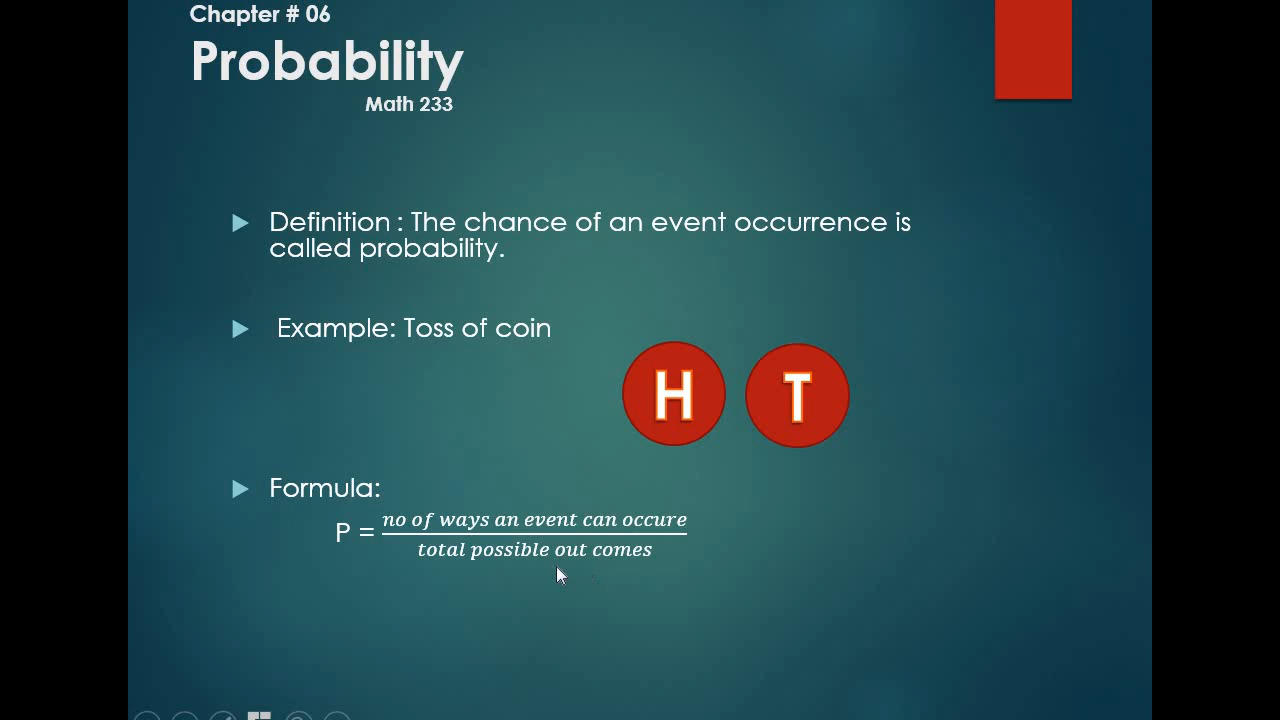 Chapter # 06
Probability
Math 233
Definition : The chance of an event occurrence is
called probability.
Example: Toss of coin
H T
Formula:
P = no of ways an event can occure
total possible out comes